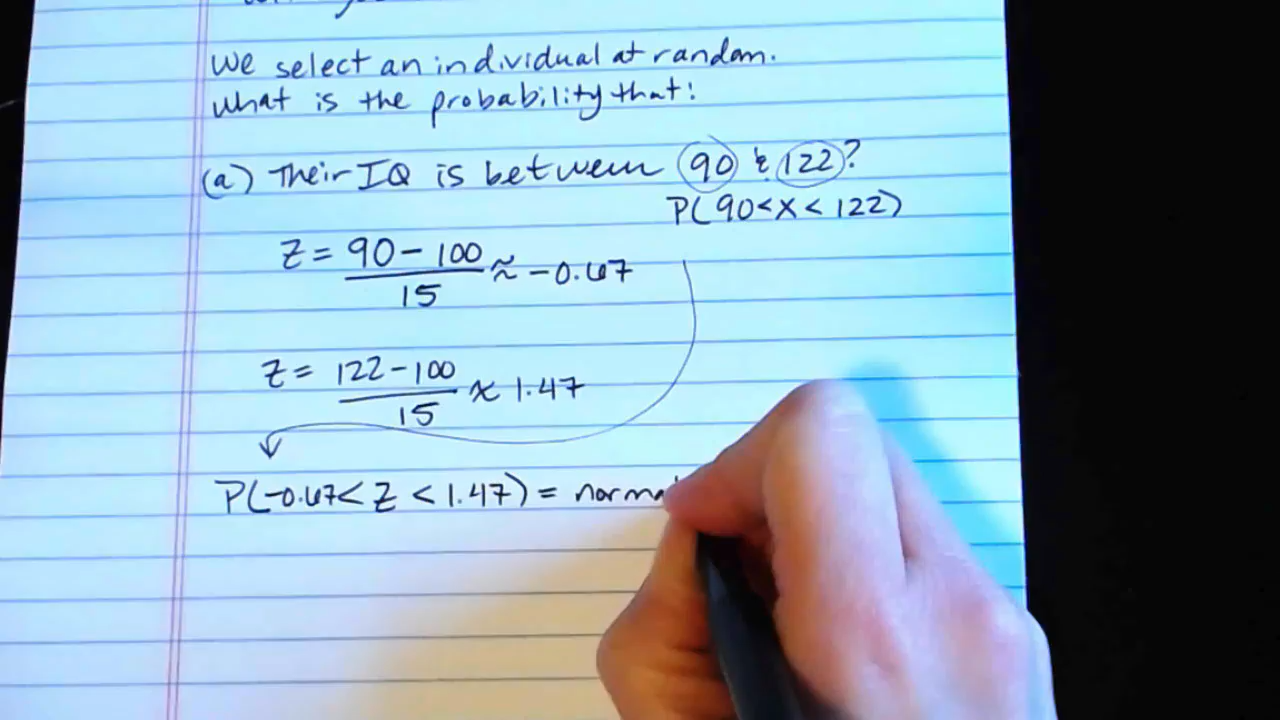 We select an individual at random.
What is the probability that:
(a) Their IQ is between 90 & 122?
P(90<X<122)
Z = 90 - 100
15
≈ -0.67
Z = 122 - 100
15
≈ 1.47
P(-0.67< Z < 1.47) = norma